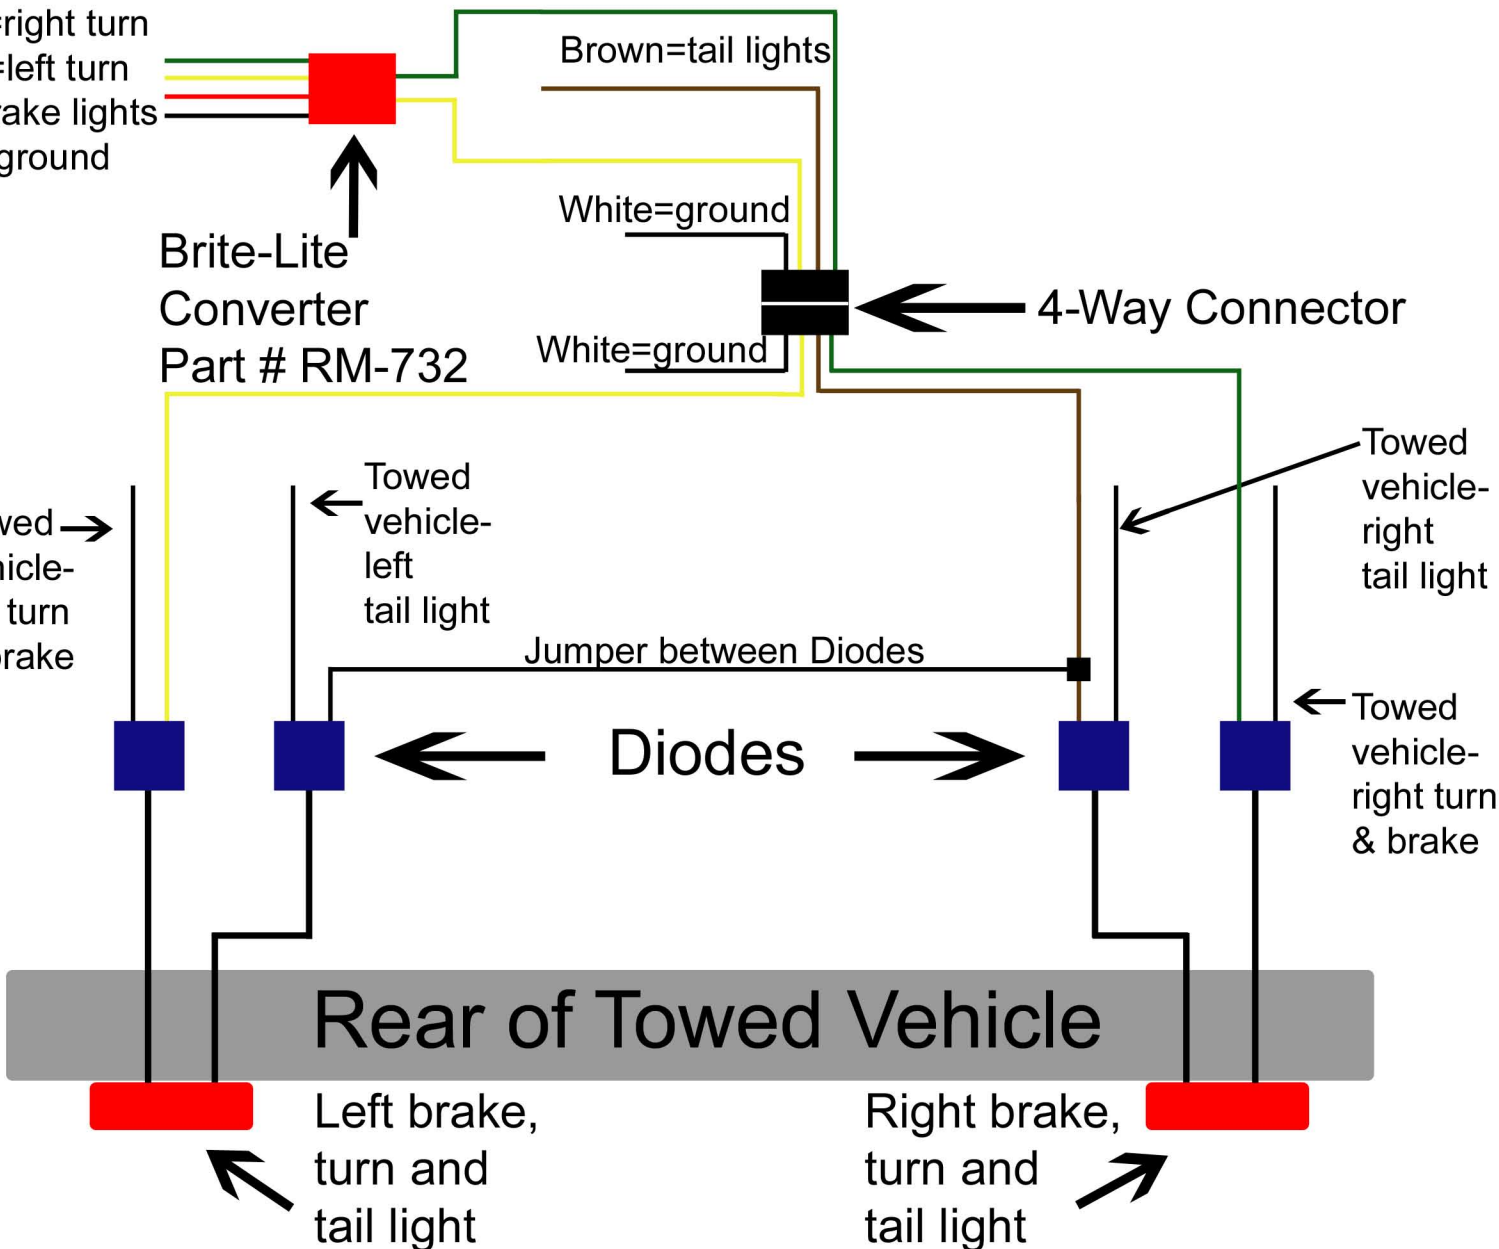 =right turn
=left turn
rake lights
ground
Brown=tail lights
White=ground
Brite-Lite
Converter
Part # RM-732
4-Way Connector
White=ground
wed
hicle-
turn
brake
Towed
vehicle-
left
tail light
Towed
vehicle-
right
tail light
Jumper between Diodes
Diodes
Towed
vehicle-
right turn
& brake
Rear of Towed Vehicle
Left brake,
turn and
tail light
Right brake,
turn and
tail light